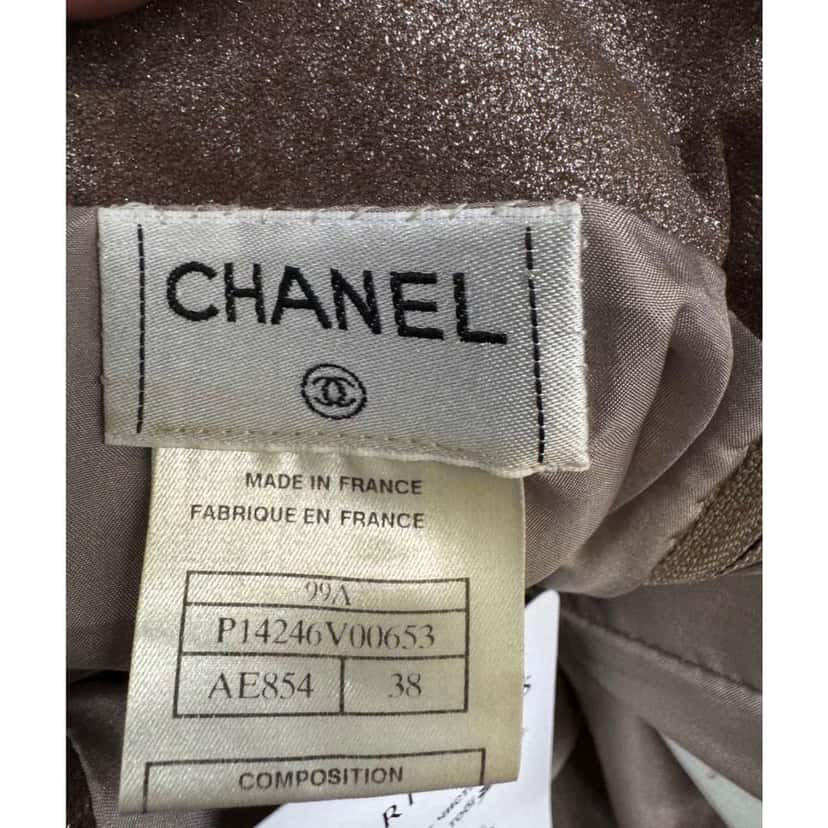 CHANEL
MADE IN FRANCE
FABRIQUE EN FRANCE
99A
P14246V00653
AE854 38
COMPOSITION